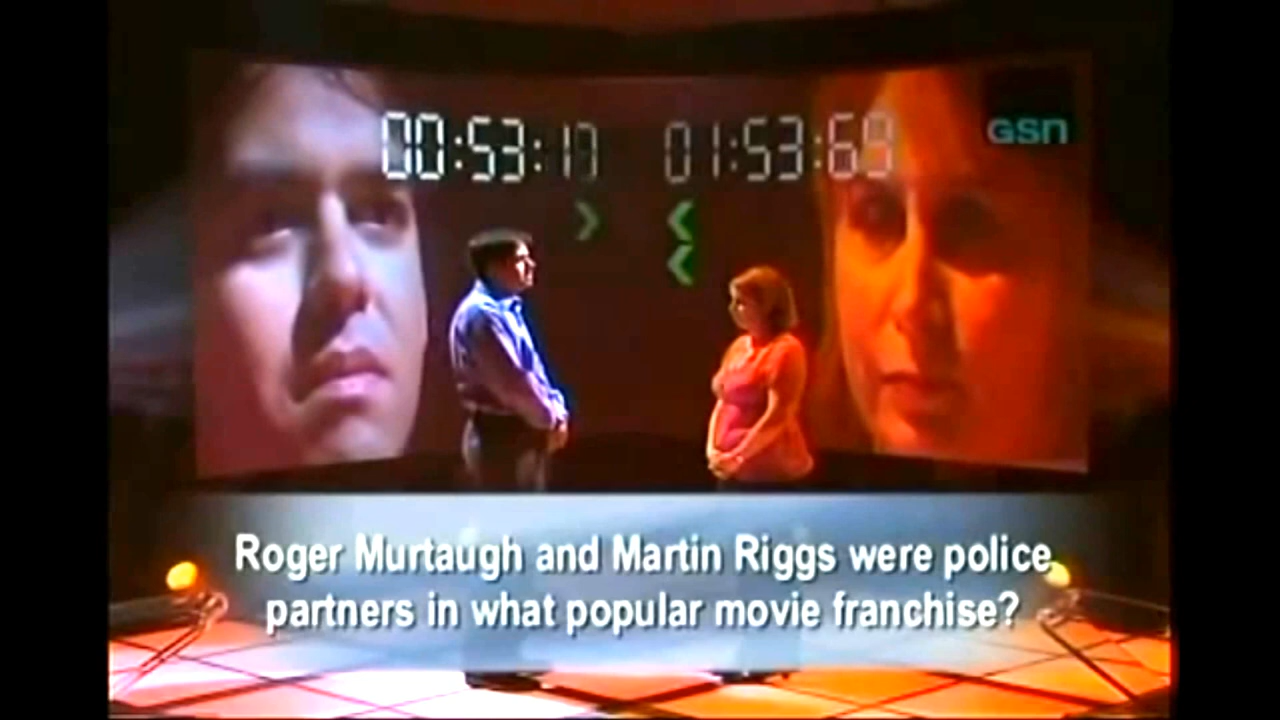 00:53:17 01:53:69
GSN
Roger Murtaugh and Martin Riggs were police
partners in what popular movie franchise?